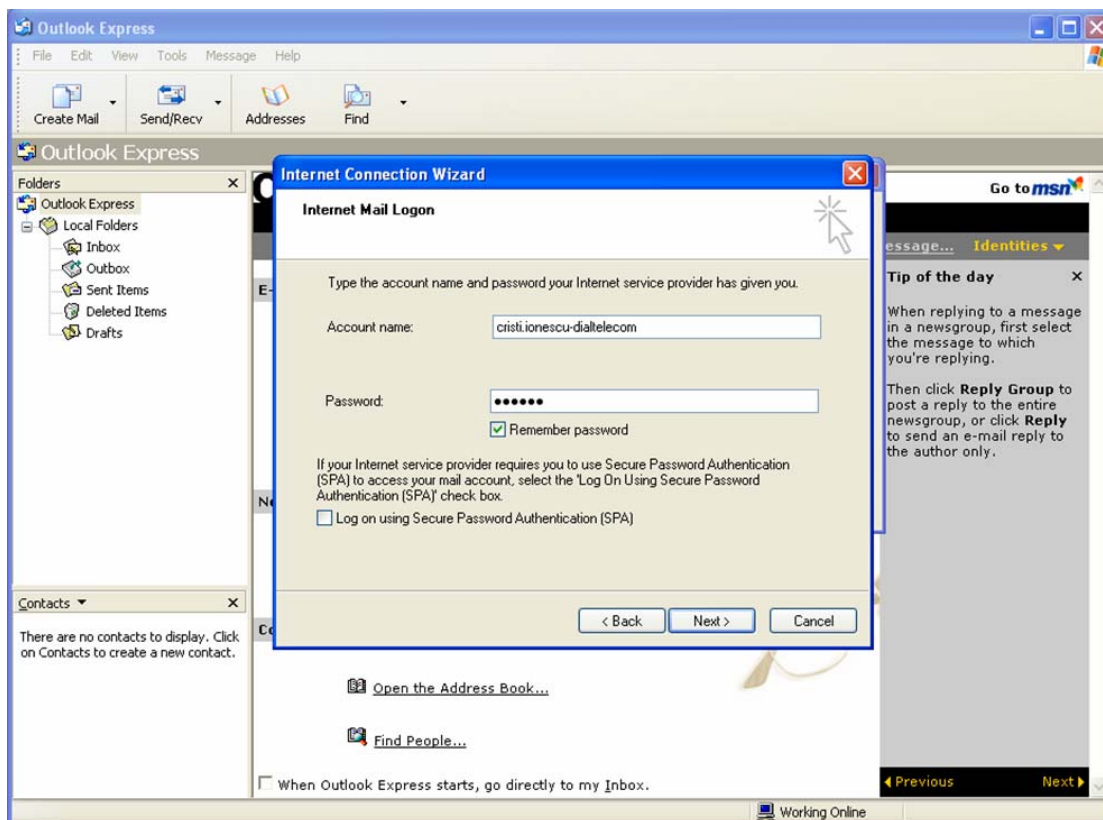 Outlook Express
File Edit View Tools Message Help
Create Mail Send/Recv Addresses Find
Outlook Express
Folders
Outlook Express
Local Folders
Inbox
Outbox
Sent Items
Deleted Items
Drafts
Contacts
There are no contacts to display. Click
on Contacts to create a new contact.
Go to msn
essage... Identities
E-
Ne
Co
Internet Connection Wizard
Internet Mail Logon
Type the account name and password your Internet service provider has given you.
Account name: cristi.ionescu-dialtelecom
Password: ••••••
Remember password
If your Internet service provider requires you to use Secure Password Authentication
(SPA) to access your mail account, select the 'Log On Using Secure Password
Authentication (SPA)' check box.
Log on using Secure Password Authentication (SPA)
< Back Next > Cancel
Open the Address Book...
Find People...
When Outlook Express starts, go directly to my Inbox.
Tip of the day
When replying to a message
in a newsgroup, first select
the message to which
you're replying.
Then click Reply Group to
post a reply to the entire
newsgroup, or click Reply
to send an e-mail reply to
the author only.
Previous Next
Working Online